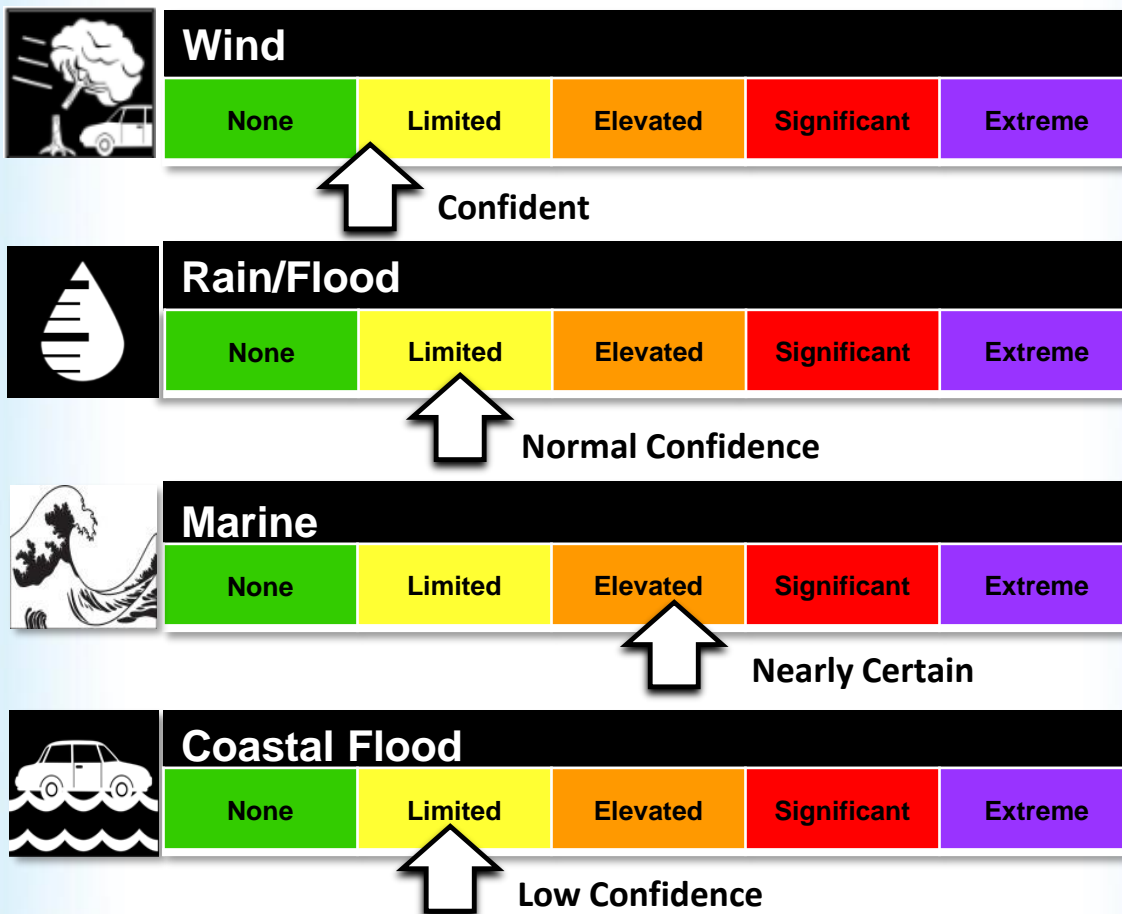 Wind
None Limited Elevated Significant Extreme
Confident
Rain/Flood
None Limited Elevated Significant Extreme
Normal Confidence
Marine
None Limited Elevated Significant Extreme
Nearly Certain
Coastal Flood
None Limited Elevated Significant Extreme
Low Confidence